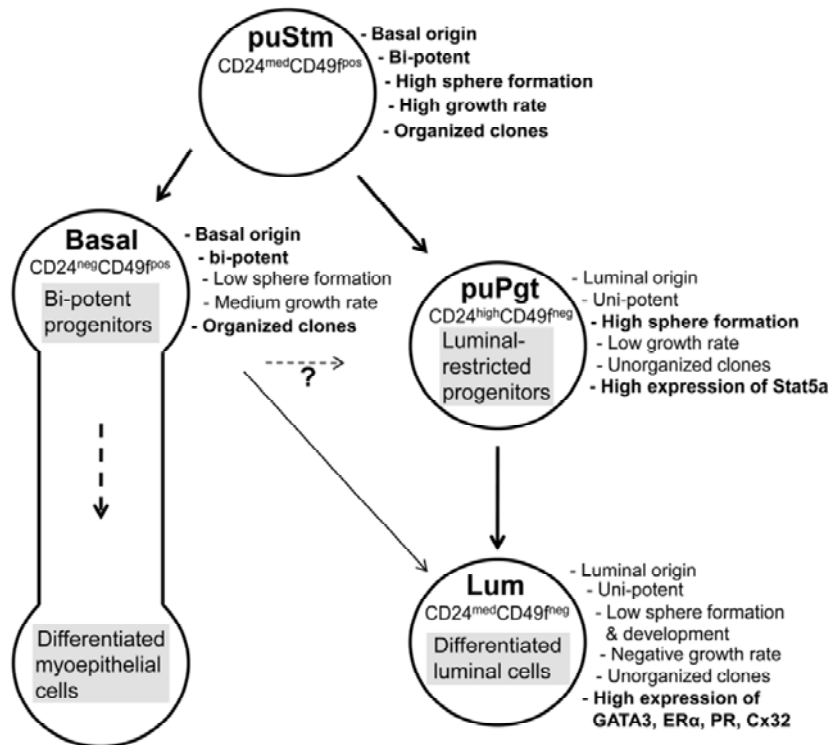 puStm
CD24medCD49fpos
- Basal origin
- Bi-potent
- High sphere formation
- High growth rate
- Organized clones
Basal
CD24negCD49fpos
Bi-potent
progenitors
- Basal origin
- bi-potent
- Low sphere formation
- Medium growth rate
- Organized clones
?
puPgt
CD24highCD49fneg
Luminal-
restricted
progenitors
- Luminal origin
- Uni-potent
- High sphere formation
- Low growth rate
- Unorganized clones
- High expression of Stat5a
Differentiated
myoepithelial
cells
Lum
CD24medCD49fneg
Differentiated
luminal cells
- Luminal origin
- Uni-potent
- Low sphere formation
& development
- Negative growth rate
- Unorganized clones
- High expression of
GATA3, ERα, PR, Cx32